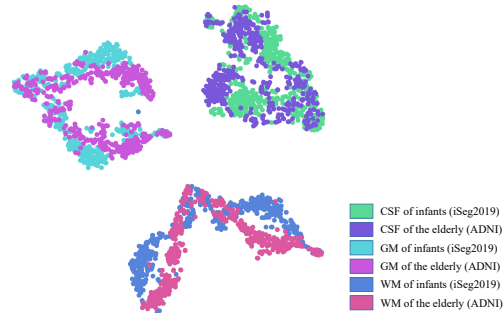 CSF of infants (iSeg2019)
CSF of the elderly (ADNI)
GM of infants (iSeg2019)
GM of the elderly (ADNI)
WM of infants (iSeg2019)
WM of the elderly (ADNI)